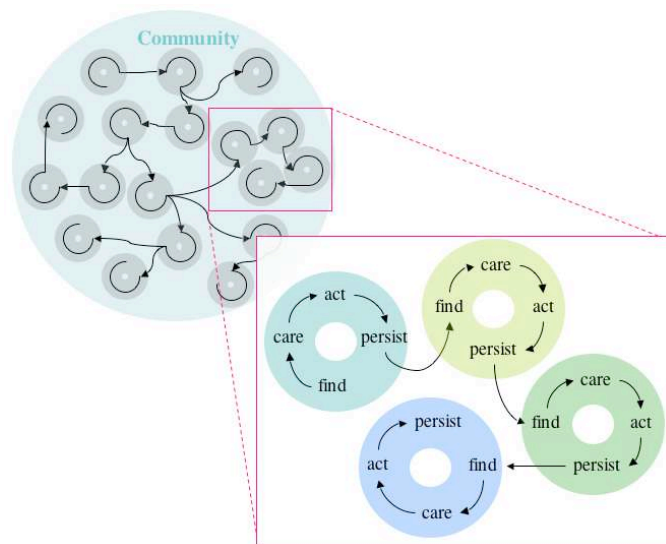 Community
act
care
persist
find
care
find
act
persist
care
find
act
persist
persist
act
find
care